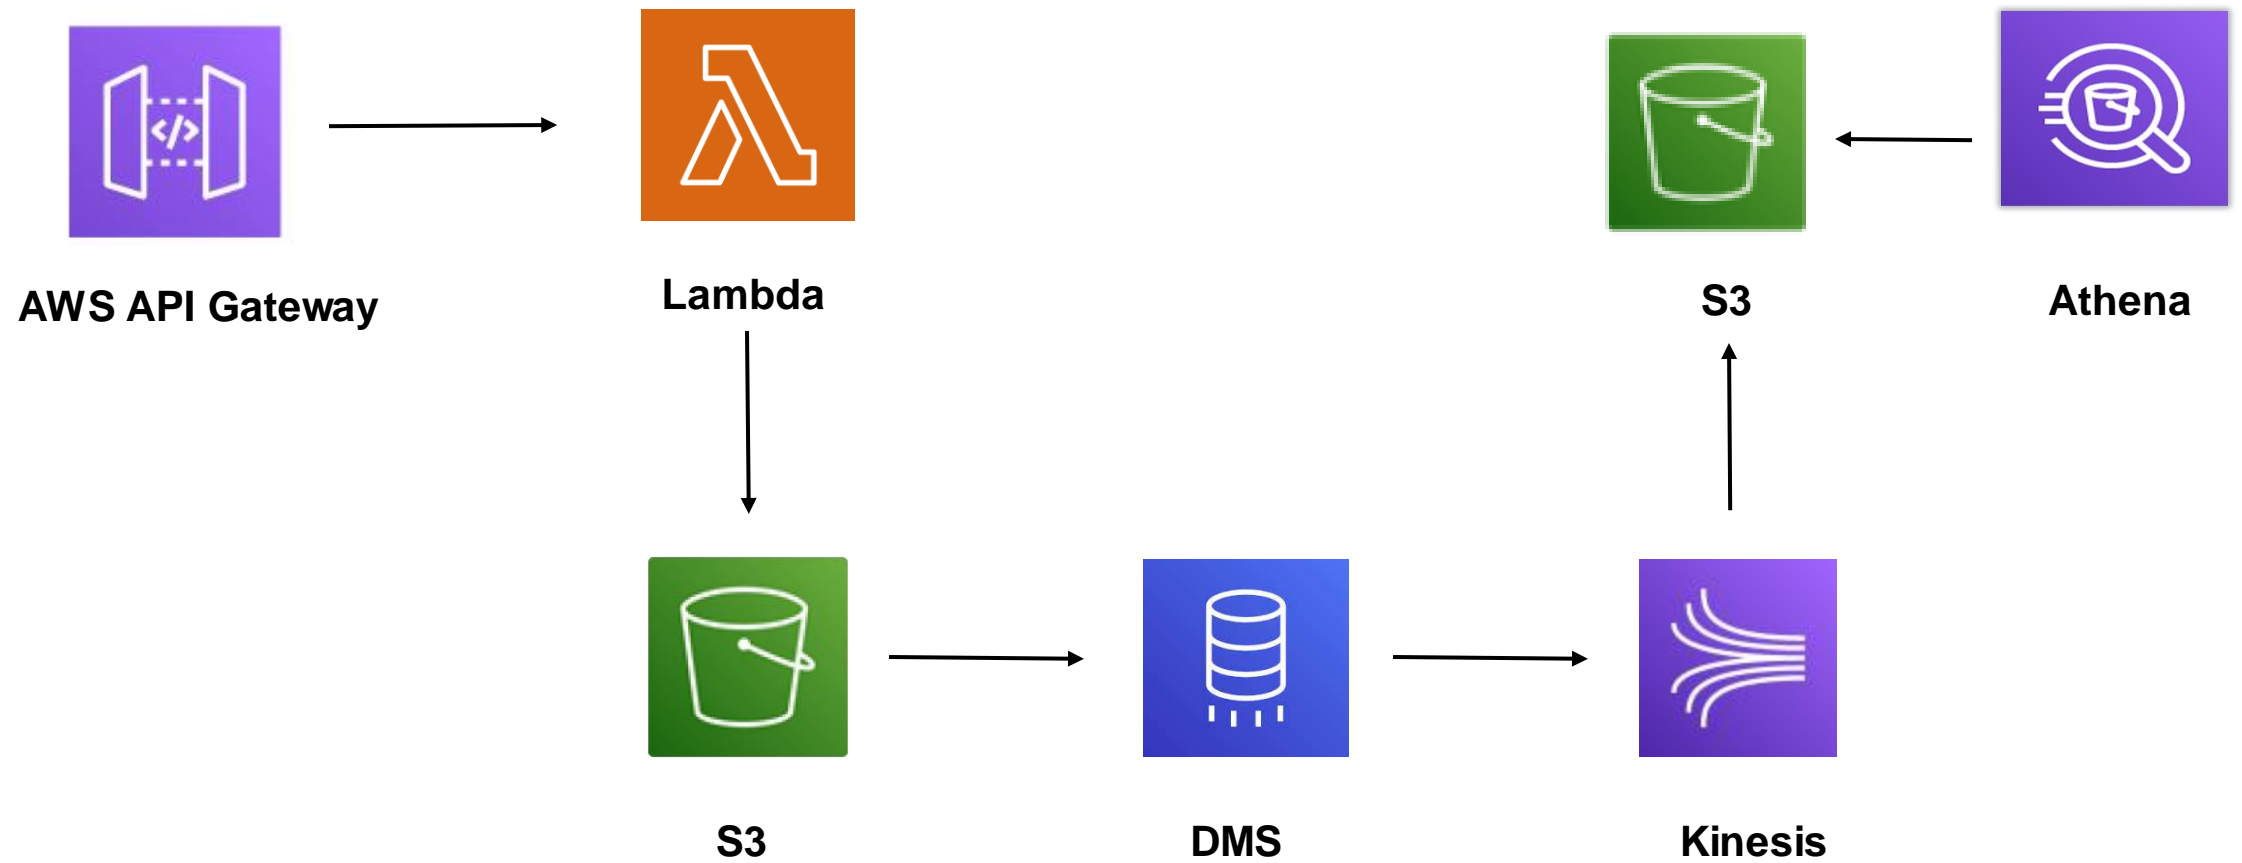 AWS API Gateway
Lambda
S3
Athena
S3
DMS
Kinesis